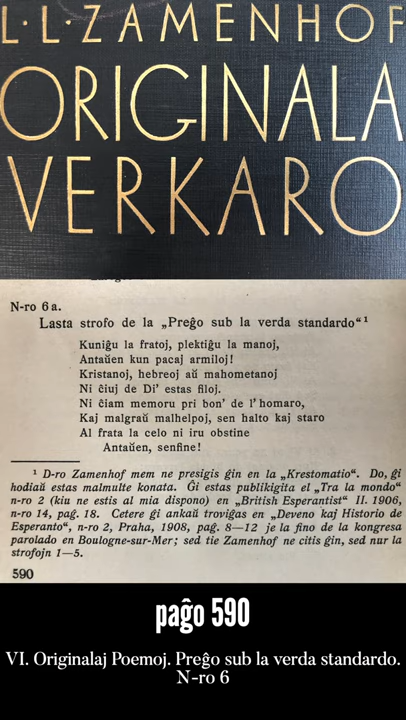 L·L·ZAMENHOF
ORIGINALA
VERKARO
N-ro 6 a.
Lasta strofo de la „Preĝo sub la verda standardo“¹
Kuniĝu la fratoj, plektiĝu la manoj,
Antaŭen kun pacaj armiloj!
Kristanoj, hebreoj aŭ mahometanoj
Ni ĉiuj de Di' estas filoj.
Ni ĉiam memoru pri bon' de l' homaro,
Kaj malgraŭ malhelpoj, sen halto kaj staro
Al frata la celo ni iru obstine
Antaŭen, senfine!
¹ D-ro Zamenhof mem ne presigis ĝin en la „Krestomatio“. Do, ĝi
hodiaŭ estas malmulte konata. Ĝi estas publikigita el „Tra la mondo“
n-ro 2 (kiu ne estis al mia dispono) en „British Esperantist“ II. 1906,
n-ro 14, paĝ. 18. Cetere ĝi ankaŭ troviĝas en „Deveno kaj Historio de
Esperanto“, n-ro 2, Praha, 1908, paĝ. 8—12 je la fino de la kongresa
parolado en Boulogne-sur-Mer; sed tie Zamenhof ne citis ĝin, sed nur la
strofojn 1—5.
590
paĝo 590
VI. Originalaj Poemoj. Preĝo sub la verda standardo.
N-ro 6